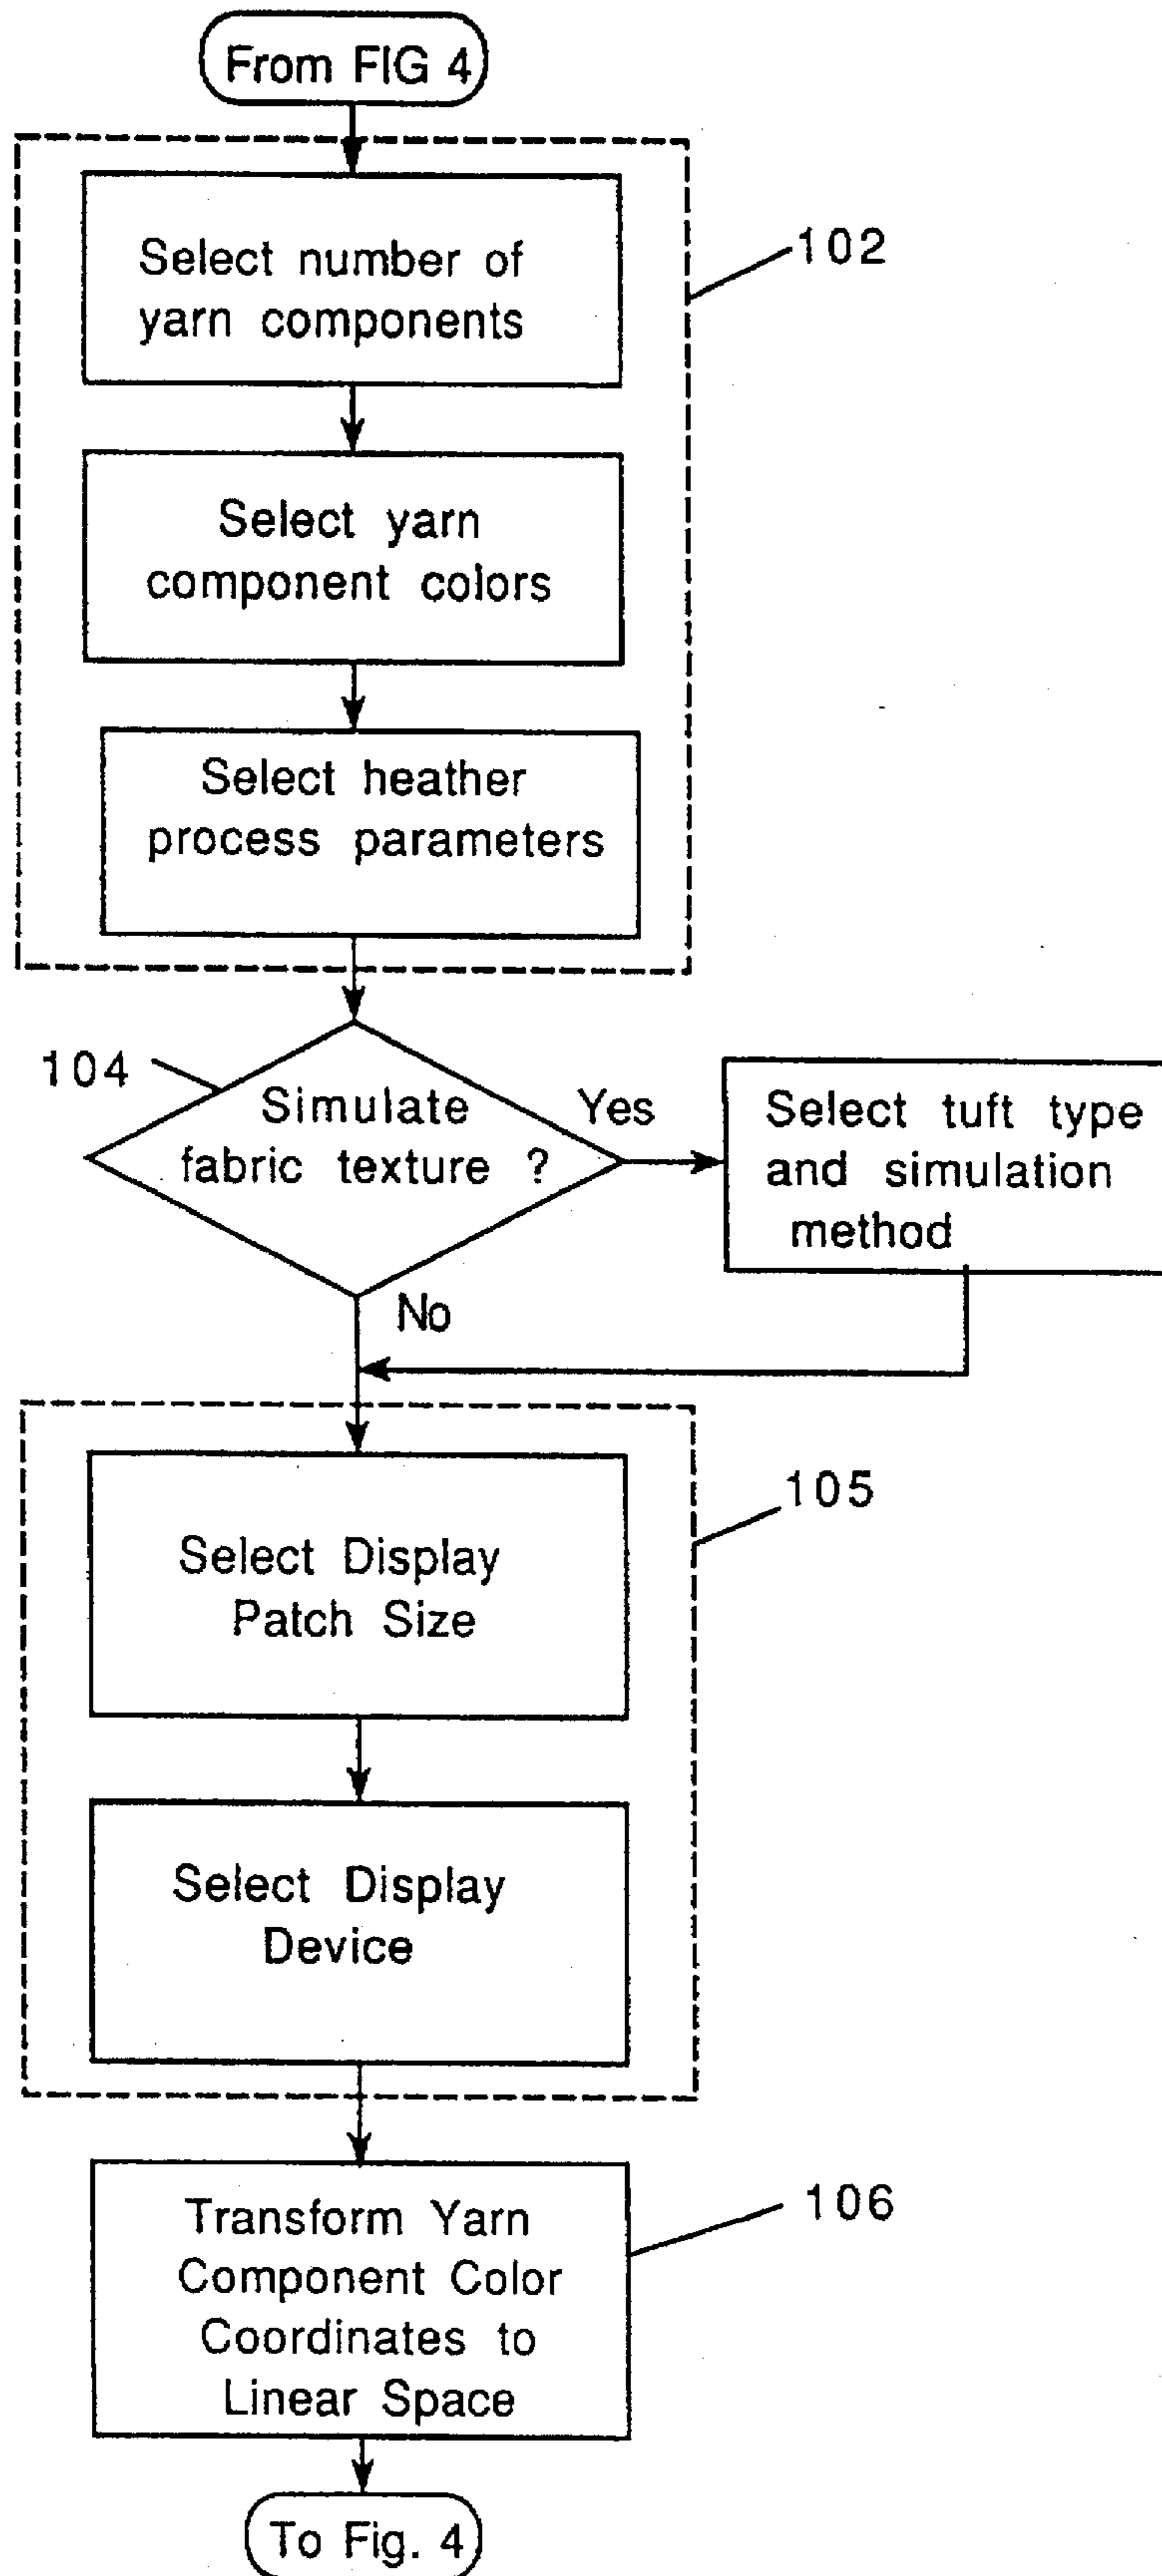 From FIG 4
Select number of
yarn components
102
Select yarn
component colors
Select heather
process parameters
104
Simulate
fabric texture ?
Yes
Select tuft type
and simulation
method
No
Select Display
Patch Size
105
Select Display
Device
Transform Yarn
Component Color
Coordinates to
Linear Space
106
To Fig. 4